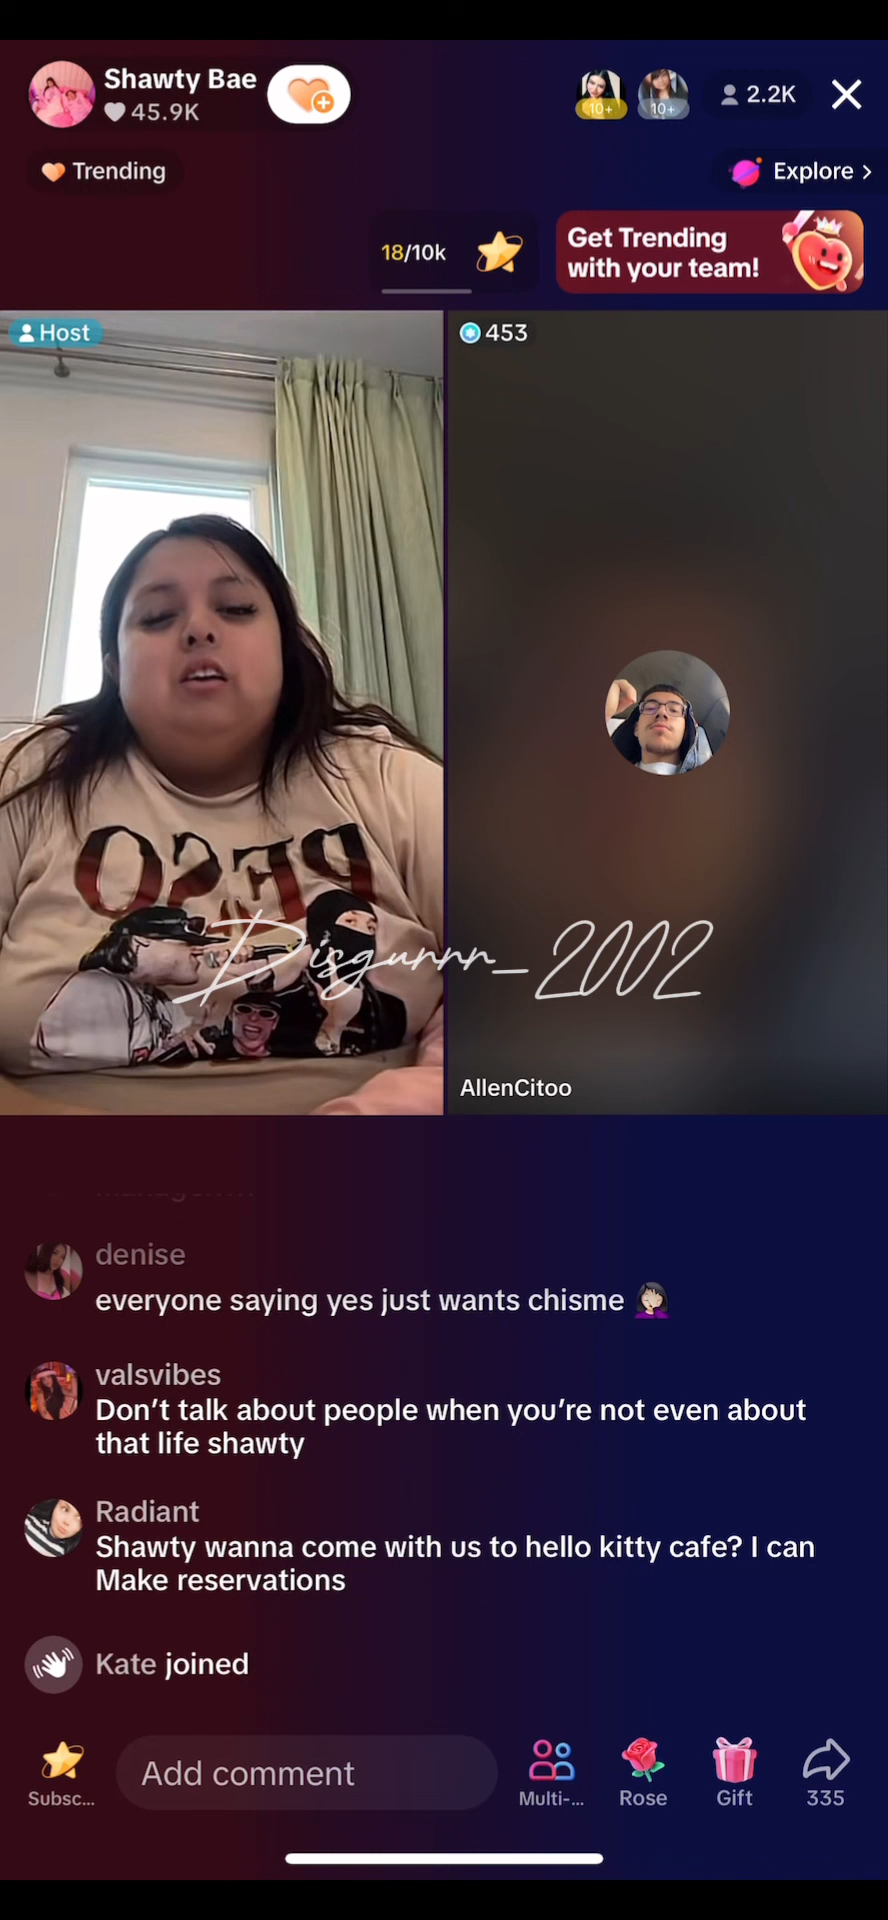 Shawty Bae
45.9K
10+
10+
2.2K
Trending
Explore >
18/10k
Get Trending
with your team!
Host
453
PESO
Disgunnn_2002
AllenCitoo
denise
everyone saying yes just wants chisme 🤦🏻‍♀️
valsvibes
Don’t talk about people when you’re not even about
that life shawty
Radiant
Shawty wanna come with us to hello kitty cafe? I can
Make reservations
Kate joined
Add comment
Subsc...
Multi-...
Rose
Gift
335